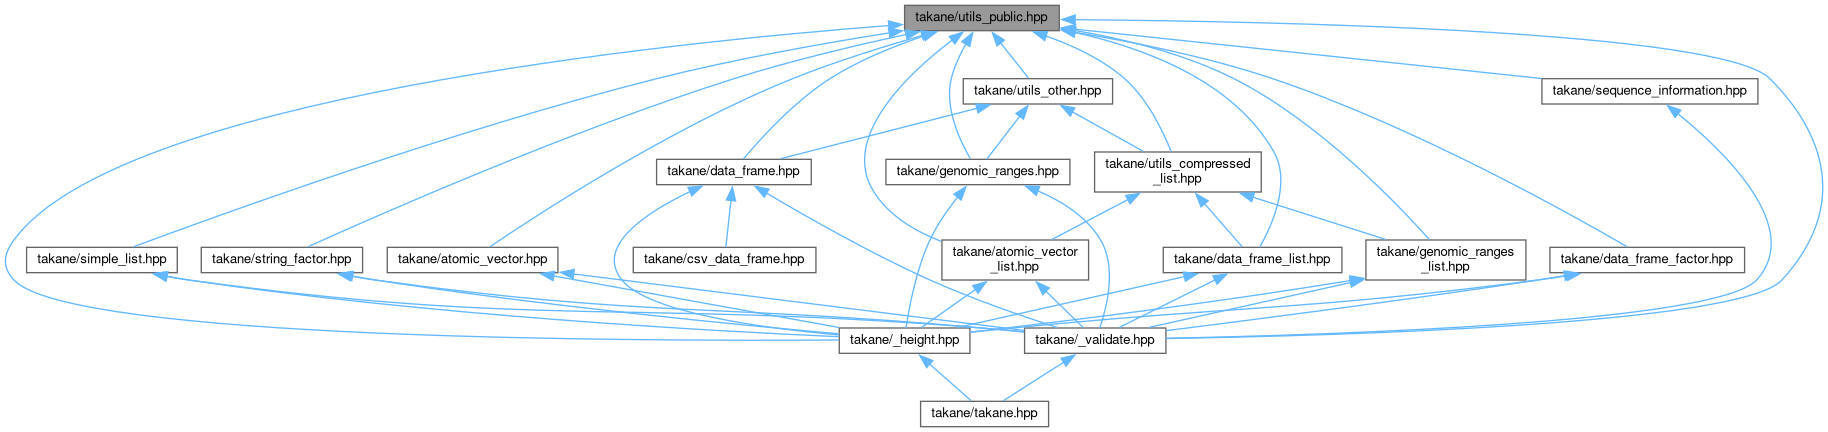 takane/utils_public.hpp
takane/utils_other.hpp
takane/sequence_information.hpp
takane/data_frame.hpp
takane/genomic_ranges.hpp
takane/utils_compressed
_list.hpp
takane/simple_list.hpp
takane/string_factor.hpp
takane/atomic_vector.hpp
takane/csv_data_frame.hpp
takane/atomic_vector
_list.hpp
takane/data_frame_list.hpp
takane/genomic_ranges
_list.hpp
takane/data_frame_factor.hpp
takane/_height.hpp
takane/_validate.hpp
takane/takane.hpp